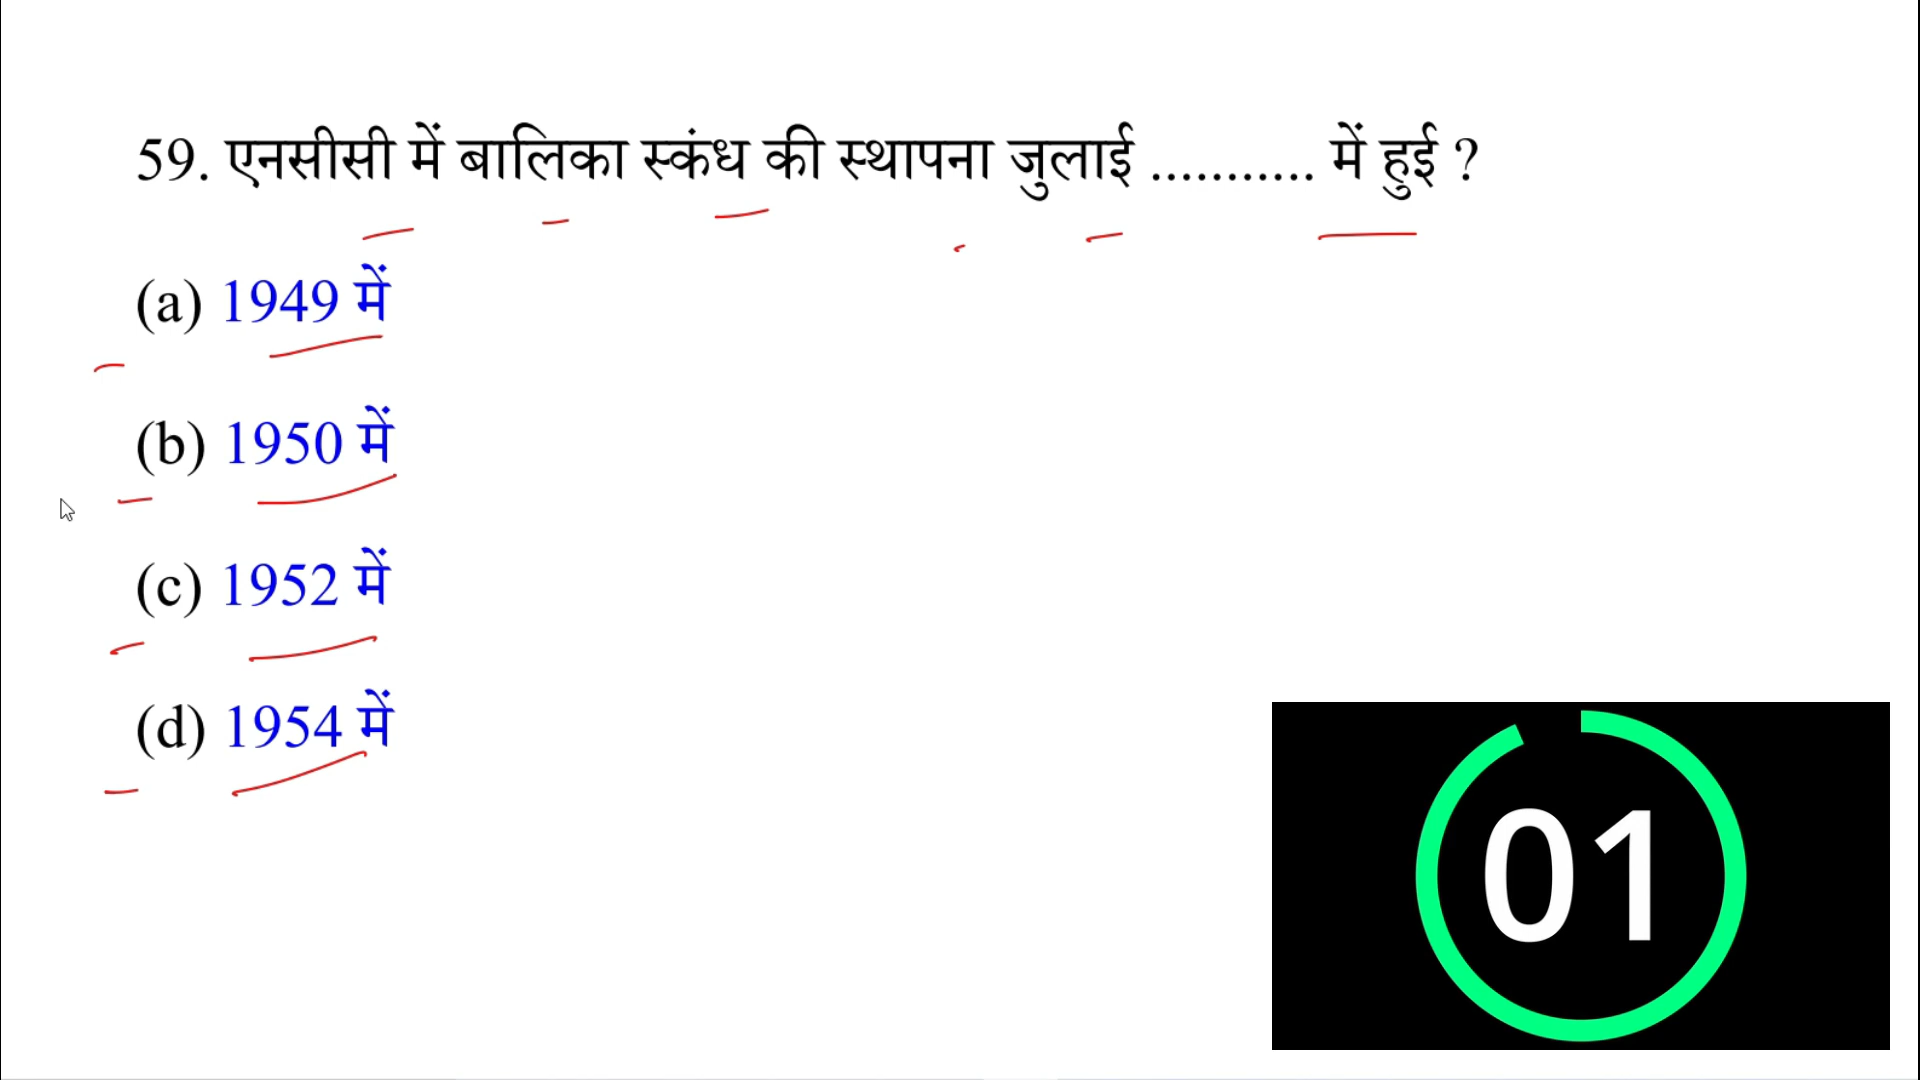 59. एनसीसी में बालिका स्कंध की स्थापना जुलाई ........... में हुई ?
(a) 1949 में
(b) 1950 में
(c) 1952 में
(d) 1954 में
01